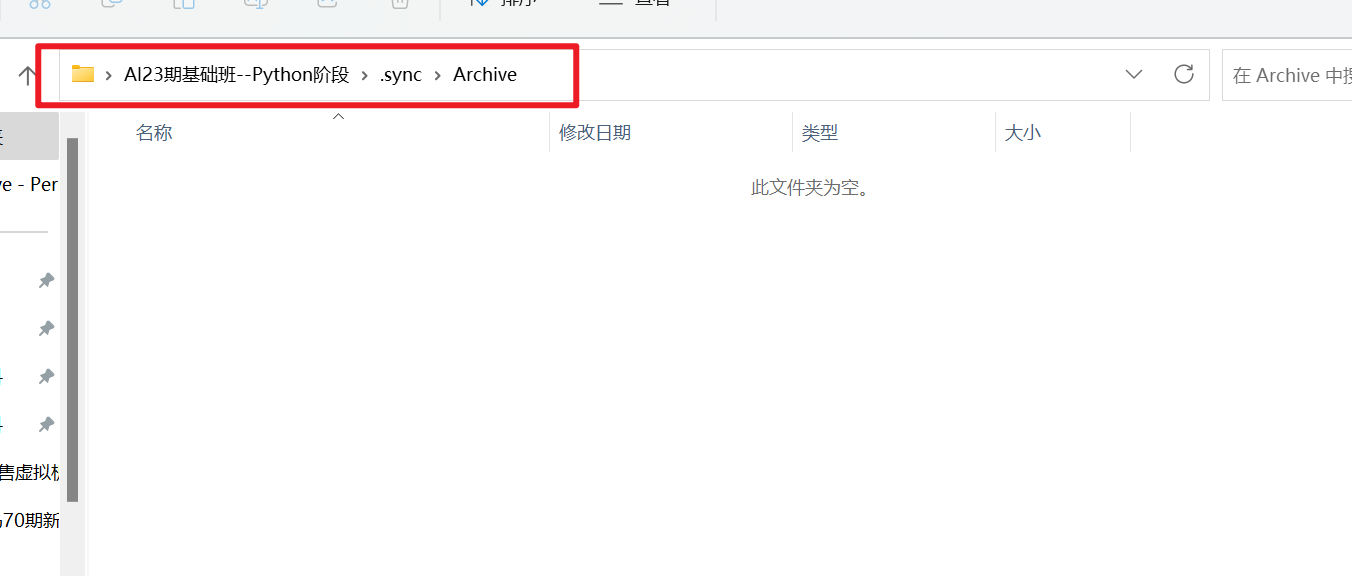 排序 查看
AI23期基础班--Python阶段 .sync Archive
在 Archive 中搜
名称 修改日期 类型 大小
此文件夹为空。
ve - Per
售虚拟机
70期新